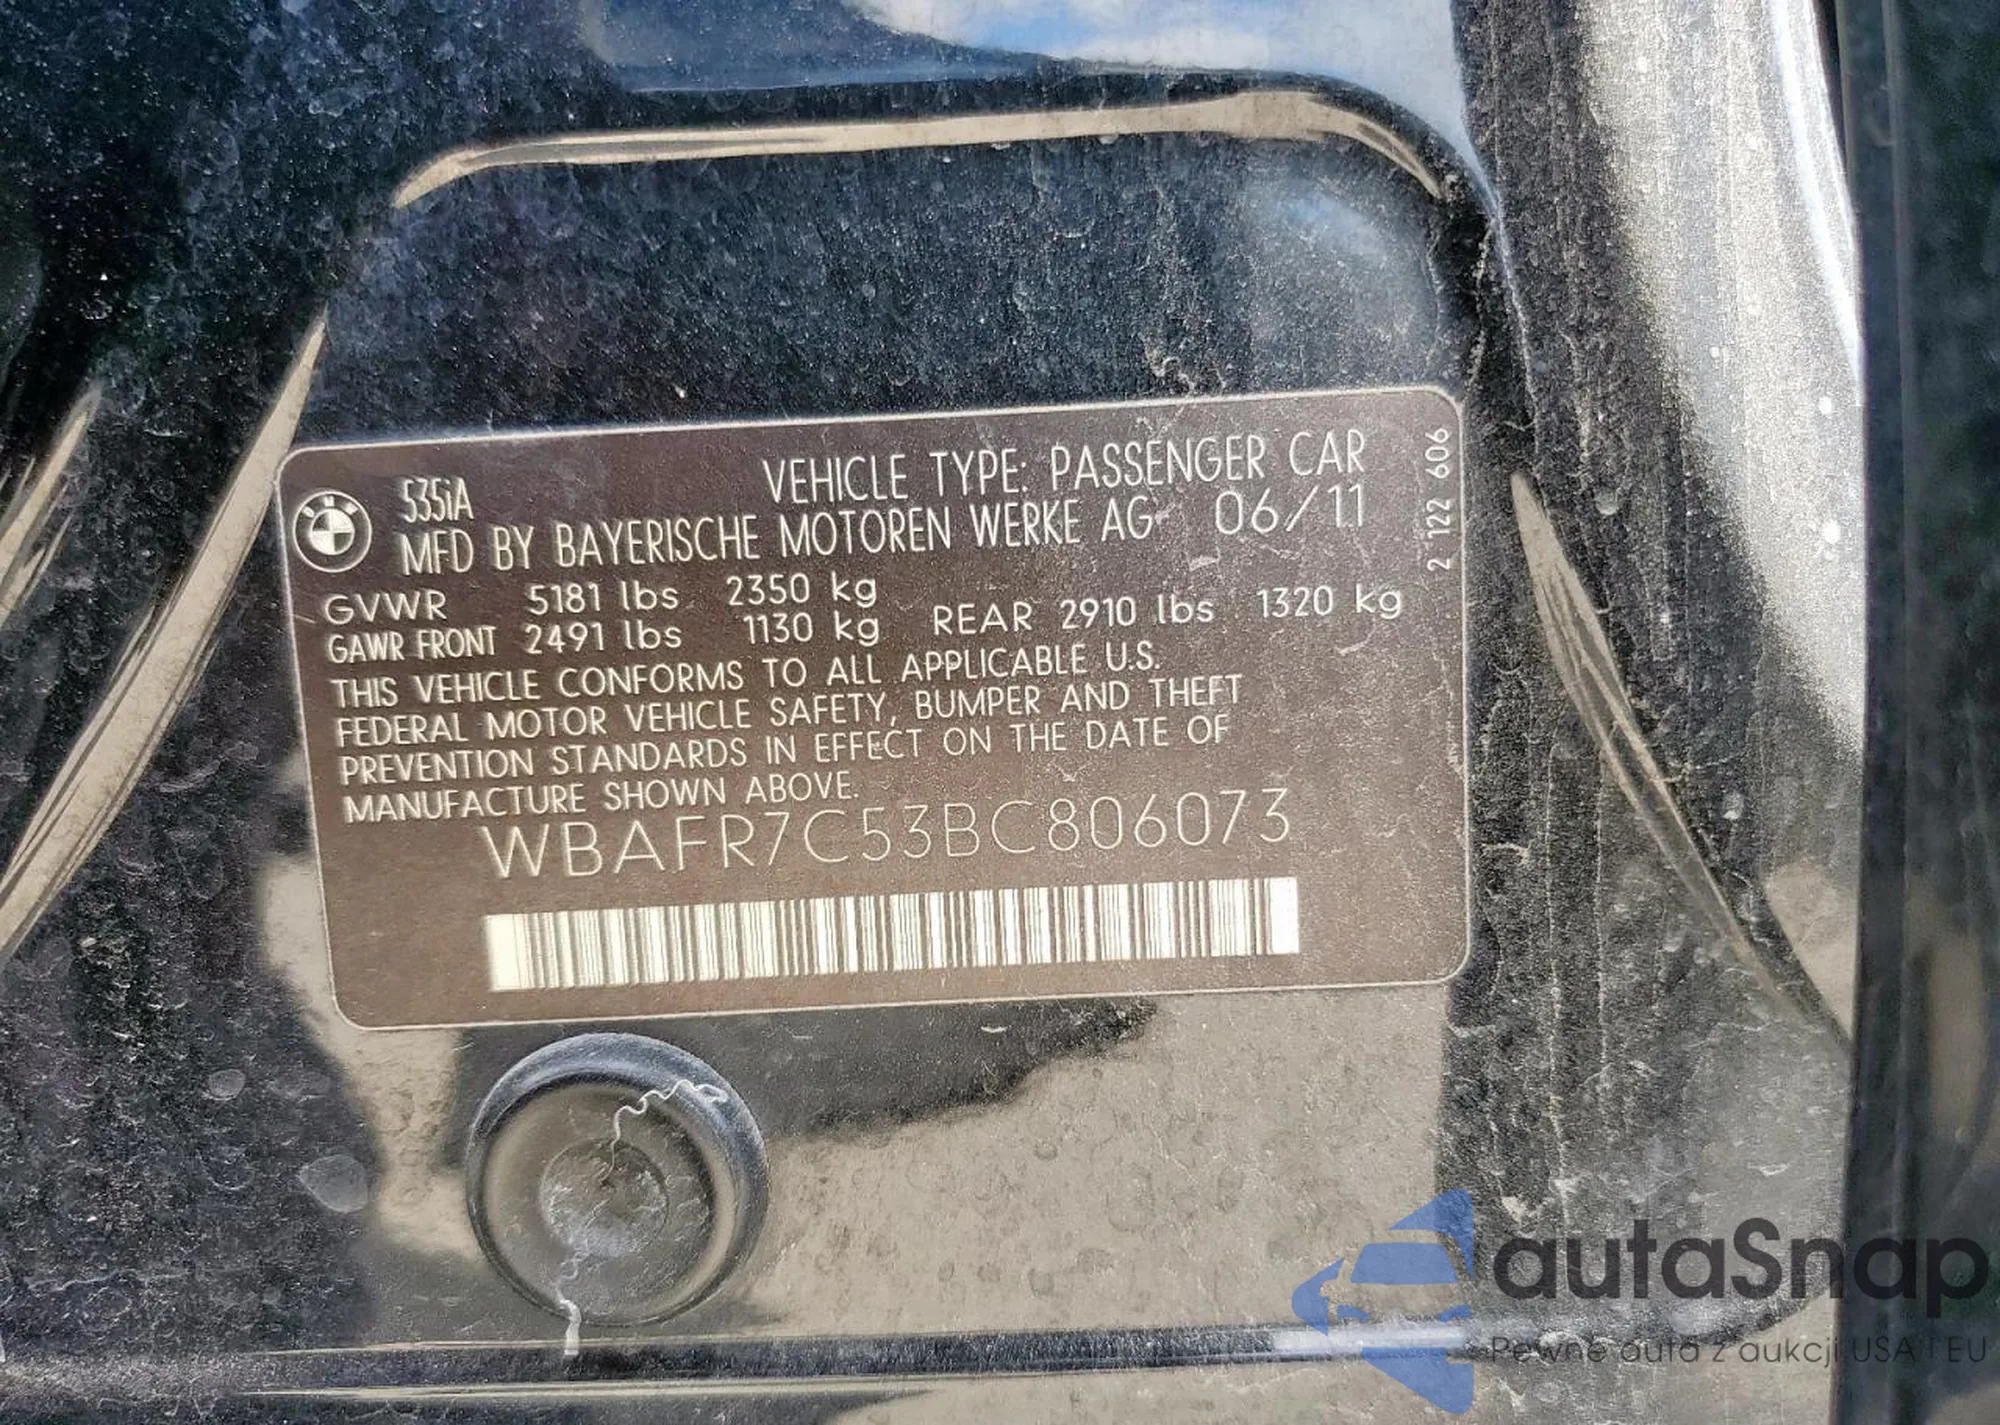 535iA
VEHICLE TYPE: PASSENGER CAR
MFD BY BAYERISCHE MOTOREN WERKE AG 06/11
GVWR 5181 lbs 2350 kg
GAWR FRONT 2491 lbs 1130 kg REAR 2910 lbs 1320 kg
THIS VEHICLE CONFORMS TO ALL APPLICABLE U.S.
FEDERAL MOTOR VEHICLE SAFETY, BUMPER AND THEFT
PREVENTION STANDARDS IN EFFECT ON THE DATE OF
MANUFACTURE SHOWN ABOVE.
WBAFR7C53BC806073
2 122 606
autaSnap
Pewne auta z aukcji USA i EU